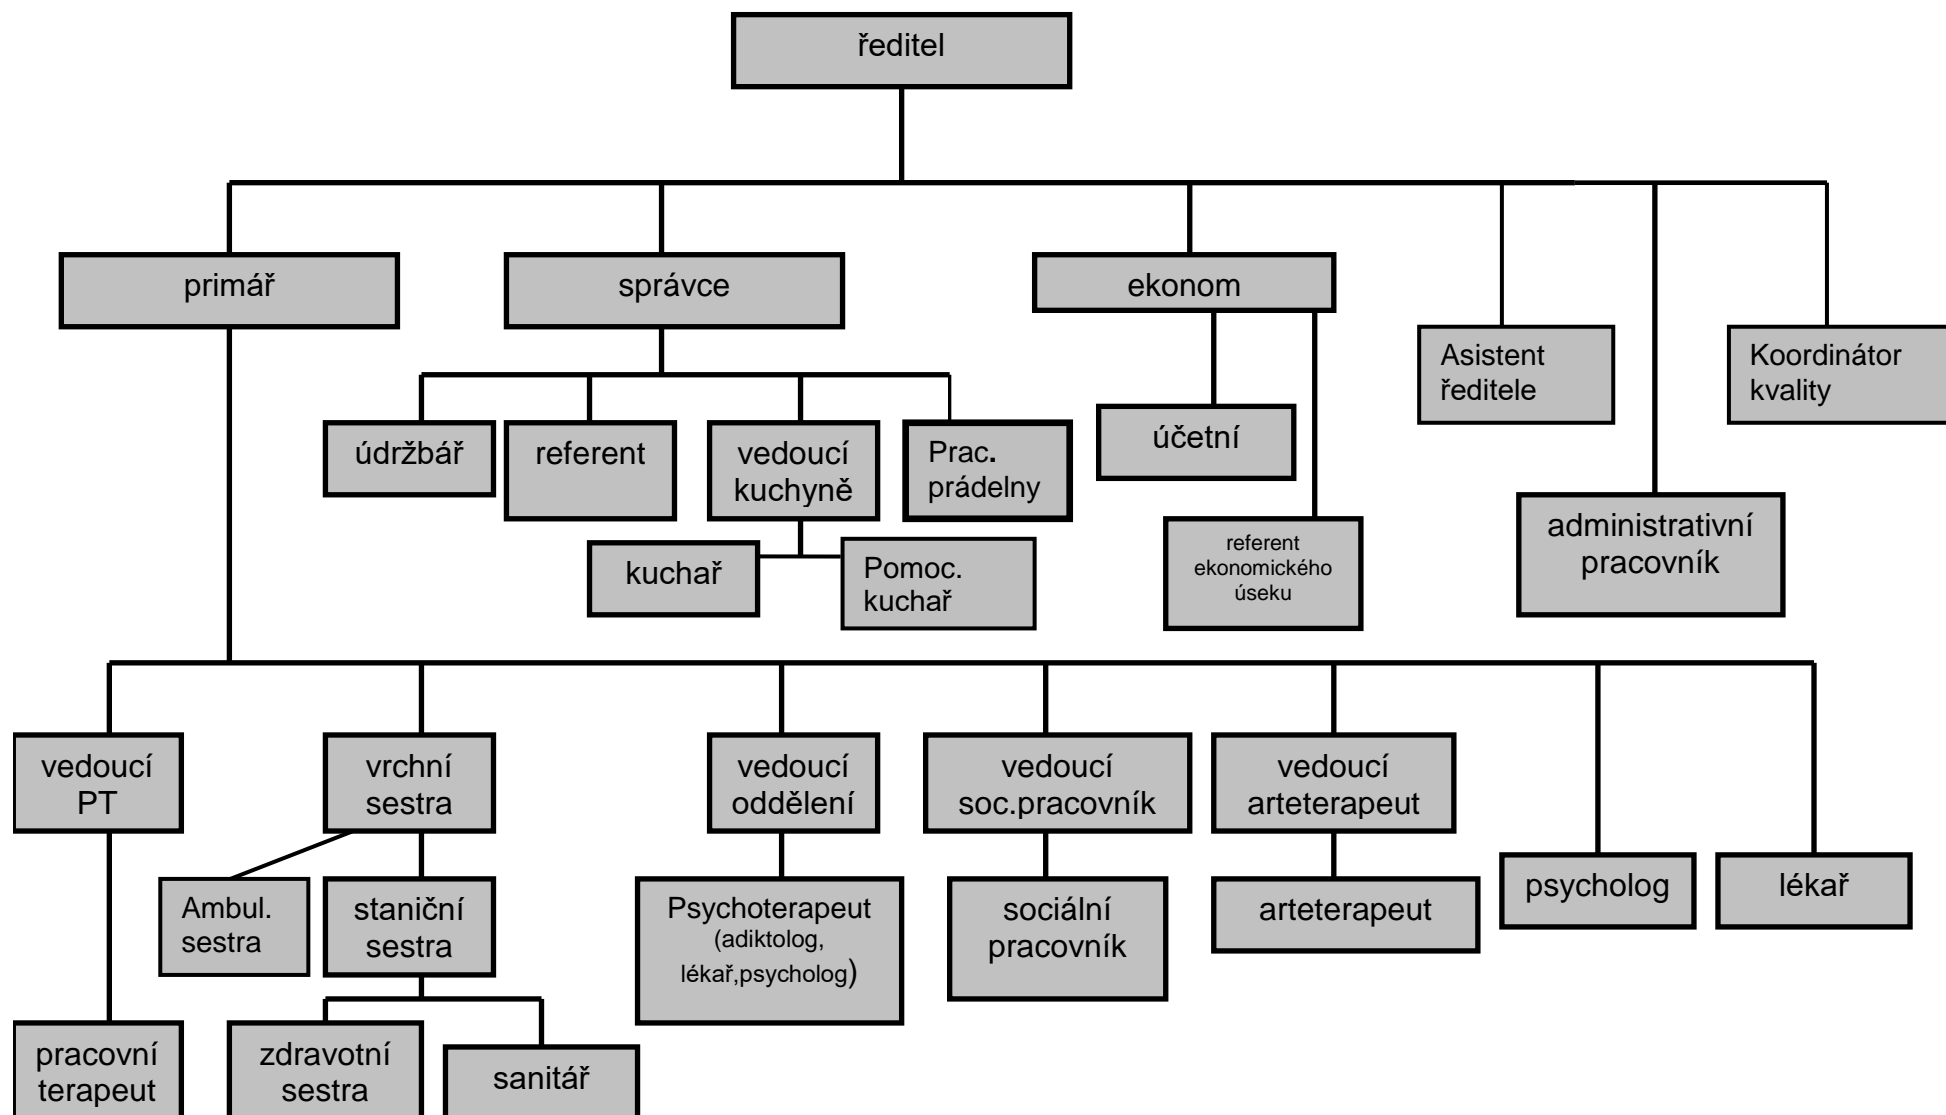 ředitel
primář
správce
ekonom
Asistent
ředitele
Koordinátor
kvality
údržbář
referent
vedoucí
kuchyně
Prac.
prádelny
účetní
administrativní
pracovník
kuchař
Pomoc.
kuchař
referent
ekonomického
úseku
vedoucí
PT
vrchní
sestra
vedoucí
oddělení
vedoucí
soc.pracovník
vedoucí
arteterapeut
psycholog
lékař
Ambul.
sestra
staniční
sestra
Psychoterapeut
(adiktolog,
lékař,psycholog)
sociální
pracovník
arteterapeut
pracovní
terapeut
zdravotní
sestra
sanitář